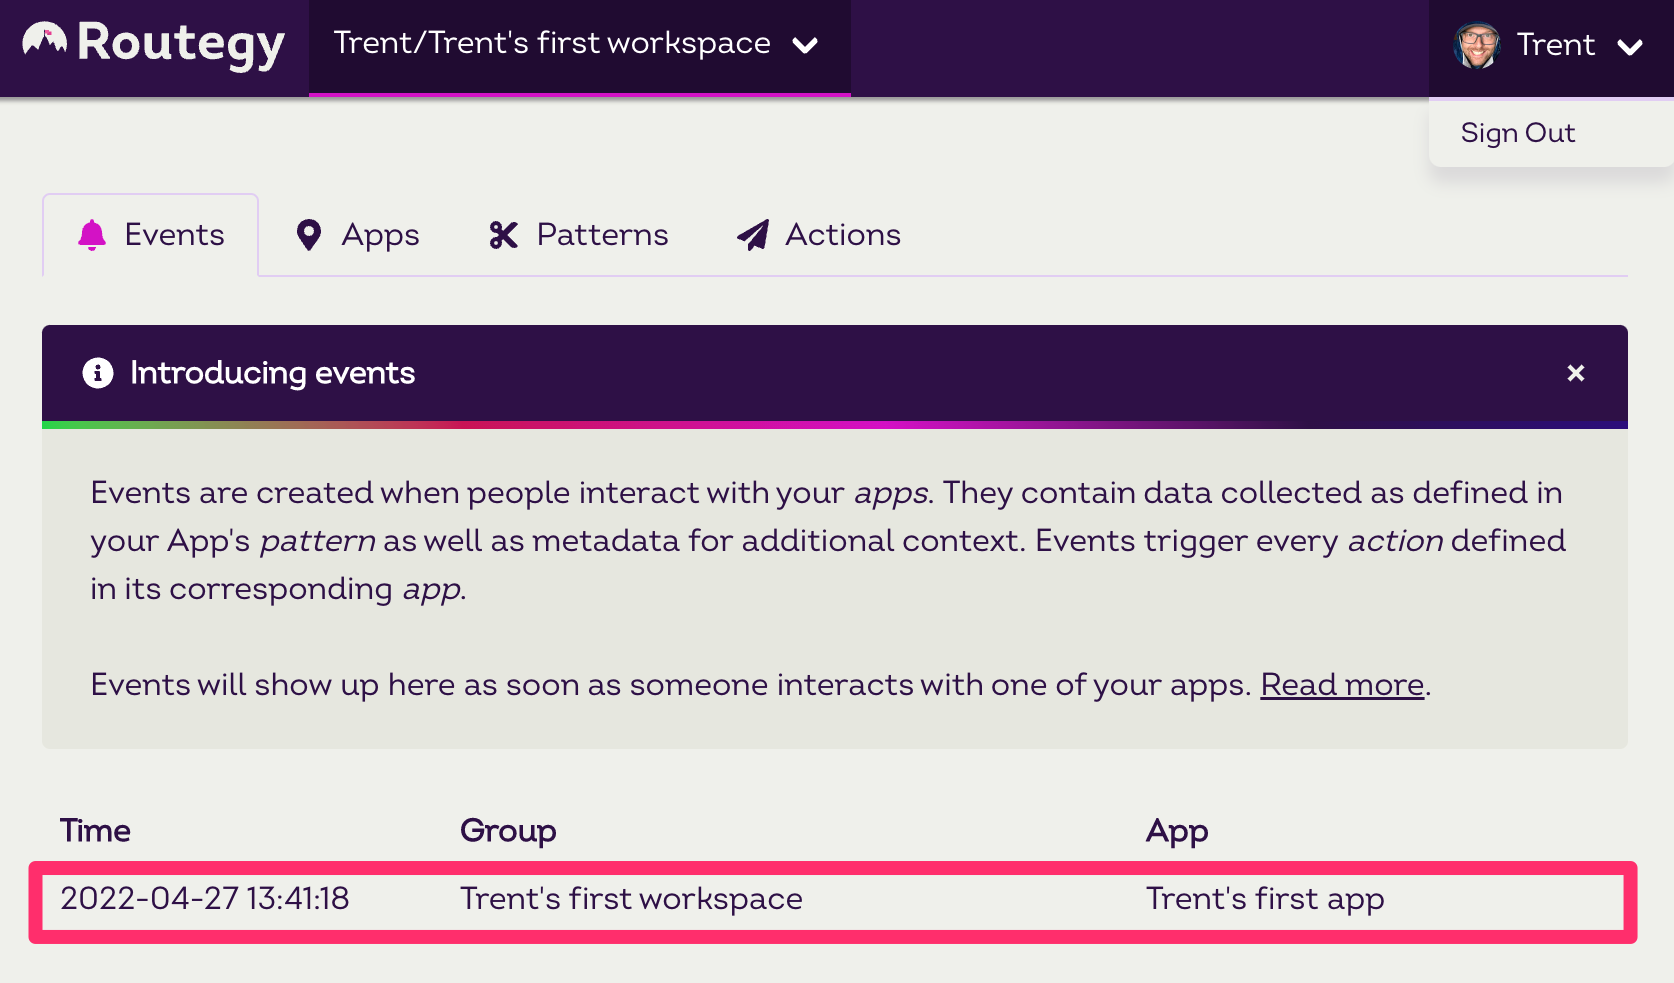 Routegy Trent/Trent's first workspace Trent
Sign Out
Events Apps Patterns Actions
Introducing events
Events are created when people interact with your apps. They contain data collected as defined in
your App's pattern as well as metadata for additional context. Events trigger every action defined
in its corresponding app.
Events will show up here as soon as someone interacts with one of your apps. Read more.
Time Group App
2022-04-27 13:41:18 Trent's first workspace Trent's first app